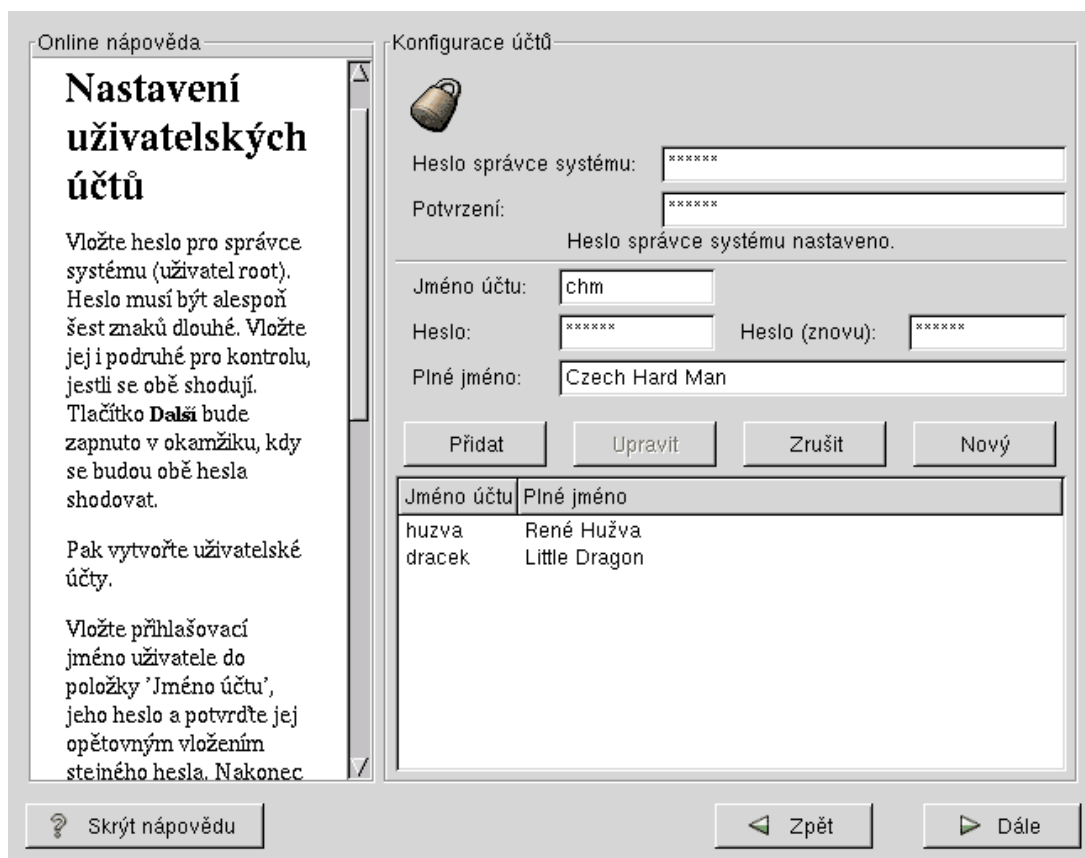 Online nápověda
Nastavení
uživatelských
účtů
Vložte heslo pro správce
systému (uživatel root).
Heslo musí být alespoň
šest znaků dlouhé. Vložte
jej i podruhé pro kontrolu,
jestli se obě shodují.
Tlačítko Další bude
zapnuto v okamžiku, kdy
se budou obě hesla
shodovat.
Pak vytvořte uživatelské
účty.
Vložte přihlašovací
jméno uživatele do
položky 'Jméno účtu',
jeho heslo a potvrďte jej
opětovným vložením
stejného hesla. Nakonec
Konfigurace účtů
Heslo správce systému: ******
Potvrzení: ******
Heslo správce systému nastaveno.
Jméno účtu: chm
Heslo: ****** Heslo (znovu): ******
Plné jméno: Czech Hard Man
Přidat Upravit Zrušit Nový
Jméno účtu Plné jméno
huzva René Hužva
dracek Little Dragon
? Skrýt nápovědu Zpět Dále